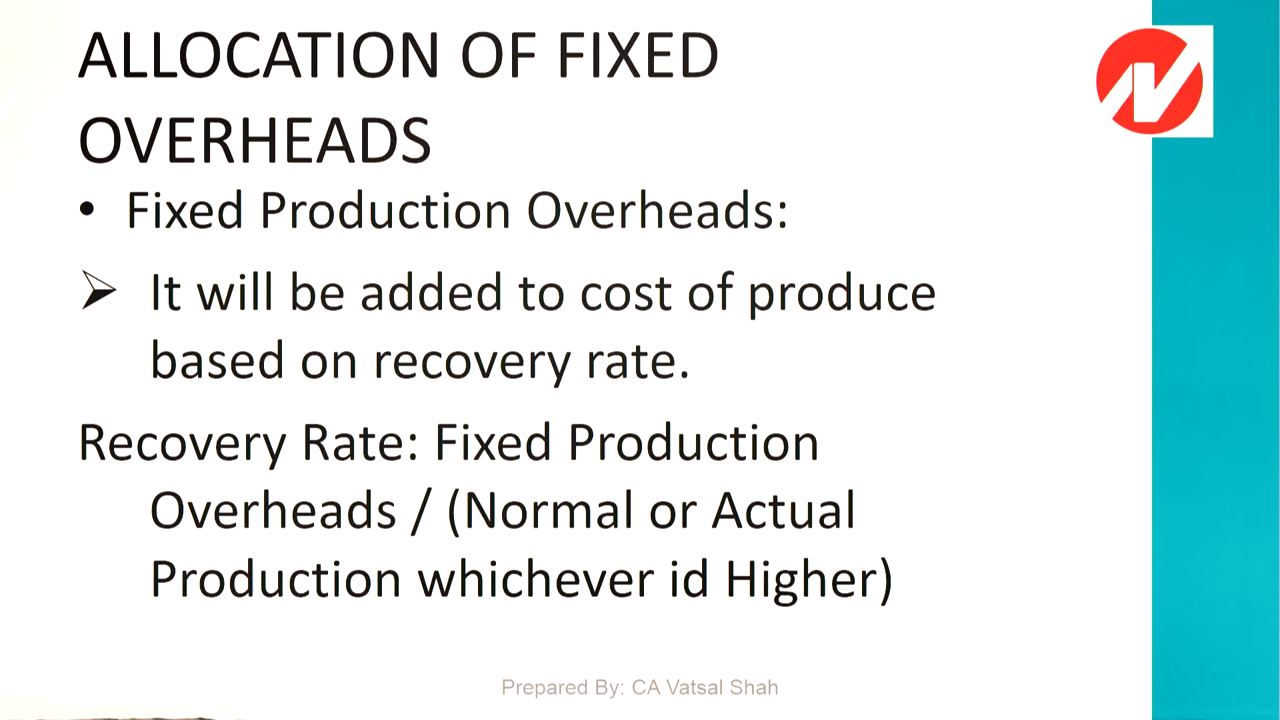 ALLOCATION OF FIXED
OVERHEADS
• Fixed Production Overheads:
➢ It will be added to cost of produce
based on recovery rate.
Recovery Rate: Fixed Production
Overheads / (Normal or Actual
Production whichever id Higher)
Prepared By: CA Vatsal Shah